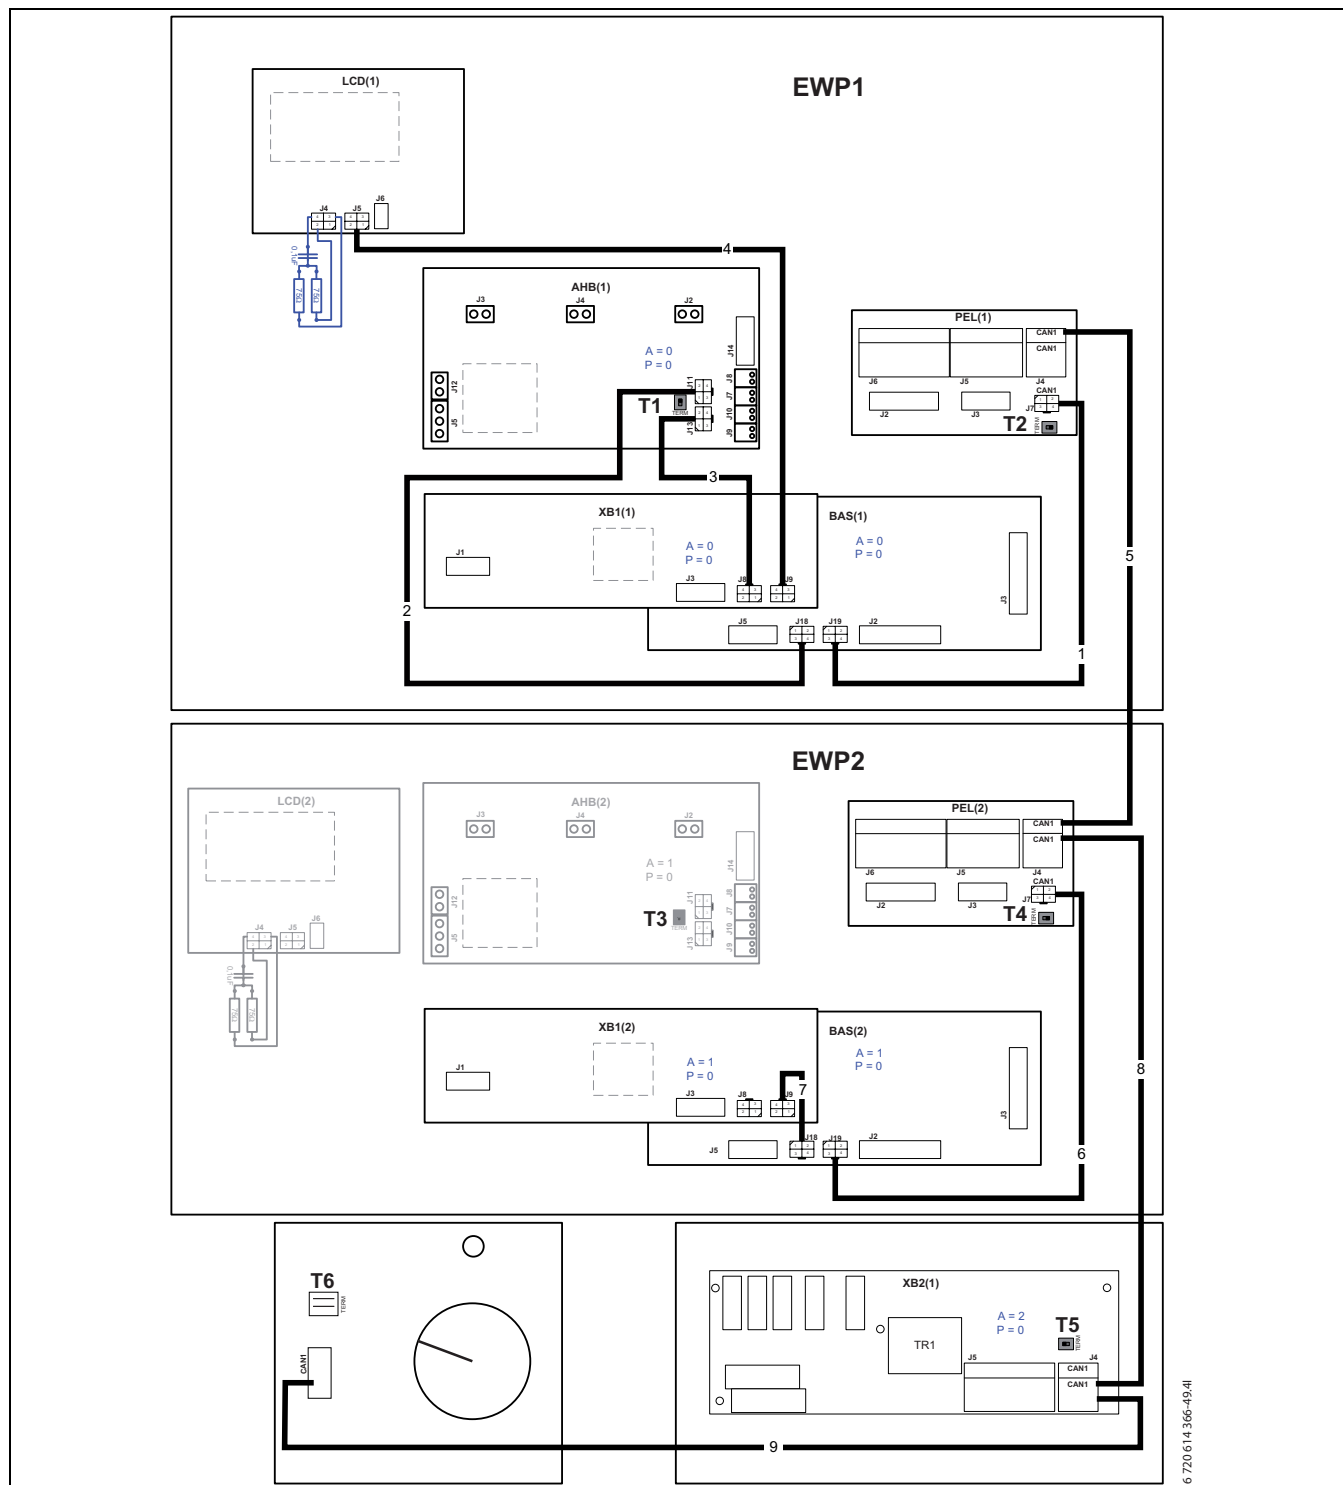 EWP1
LCD(1)
J4
J5
J6
0,1uF
75Ω
75Ω
4
AHB(1)
J3
J4
J2
A = 0
P = 0
J14
J12
J5
J11
J13
J8
J7
J10
J9
T1
TERM
PEL(1)
CAN1
CAN1
J6
J5
J4
CAN1
J2
J3
J7
T2
TERM
3
XB1(1)
BAS(1)
A = 0
P = 0
A = 0
P = 0
J1
J3
J8
J9
J3
J5
J18
J19
J2
2
5
1
EWP2
LCD(2)
J4
J5
J6
0,1uF
75Ω
75Ω
AHB(2)
J3
J4
J2
A = 1
P = 0
J14
J12
J5
J11
J13
J8
J7
J10
J9
T3
TERM
PEL(2)
CAN1
CAN1
J6
J5
J4
CAN1
J2
J3
J7
T4
TERM
XB1(2)
BAS(2)
A = 1
P = 0
A = 1
P = 0
J1
J3
J8
J9
7
J3
J5
J18
J19
J2
8
6
T6
TERM
CAN1
XB2(1)
A = 2
P = 0
T5
TERM
TR1
J5
J4
CAN1
CAN1
9
6 720 614 366-49.4I